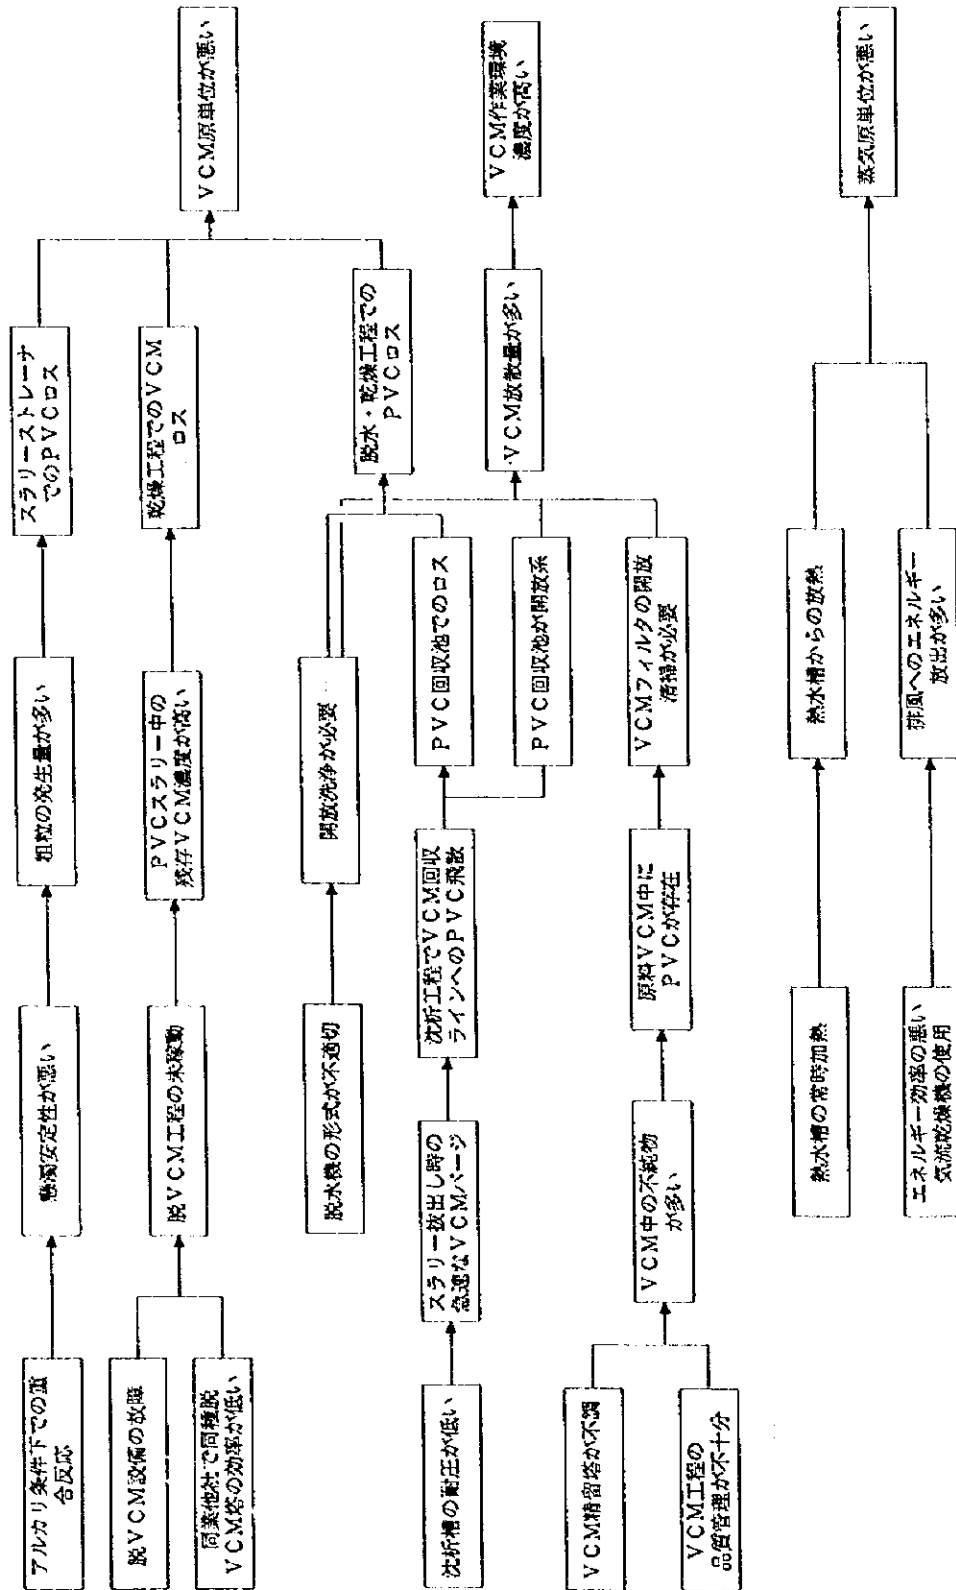 アルカリ条件下での重
合反応
懸濁安定性が悪い
粗粒の発生量が多い
スラリーストレーナ
でのPVCロス
VCM原単位が悪い
脱VCM設備の故障
同業他社で同種脱
VCM塔の効率が低い
脱VCM工程の未稼動
PVCスラリー中の
残存VCM濃度が高い
乾燥工程でのVCM
ロス
脱水機の形式が不適切
開放洗浄が必要
脱水・乾燥工程での
PVCロス
沈析槽の耐圧が低い
スラリー抜出し時の
急速なVCMパージ
沈析工程でVCM回収
ラインへのPVC飛散
PVC回収池でのロス
PVC回収池が開放系
VCM放散量が多い
VCM作業環境
濃度が高い
VCM精留塔が不調
VCM工程の
品質管理が不十分
VCM中の不純物
が多い
原料VCM中に
PVCが存在
VCMフィルタの開放
清掃が必要
熱水槽の常時加熱
熱水槽からの放熱
蒸気原単位が悪い
エネルギー効率の悪い
気流乾燥機の使用
排風へのエネルギー
放出が多い